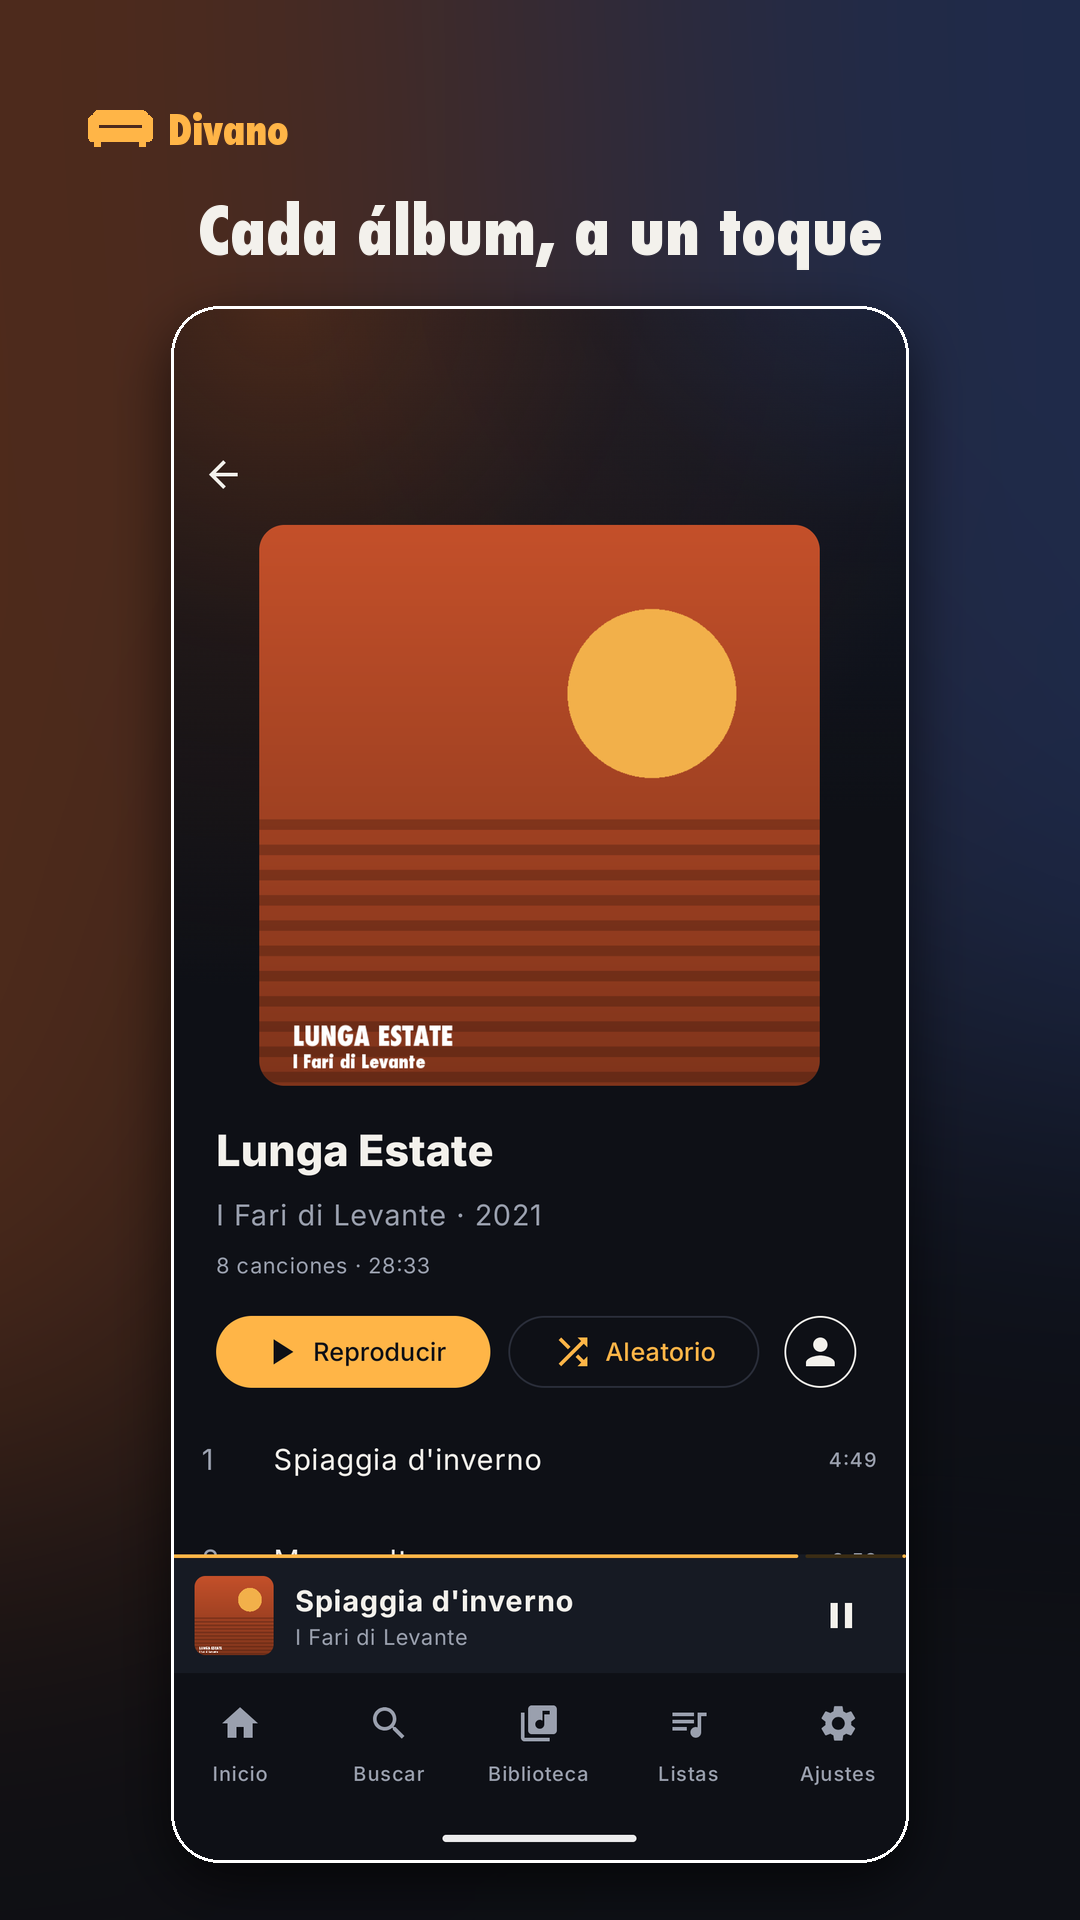 Divano
Cada álbum, a un toque
LUNGA ESTATE
I Fari di Levante
Lunga Estate
I Fari di Levante · 2021
8 canciones · 28:33
Reproducir
Aleatorio
1 Spiaggia d'inverno 4:49
Spiaggia d'inverno
I Fari di Levante
Inicio
Buscar
Biblioteca
Listas
Ajustes